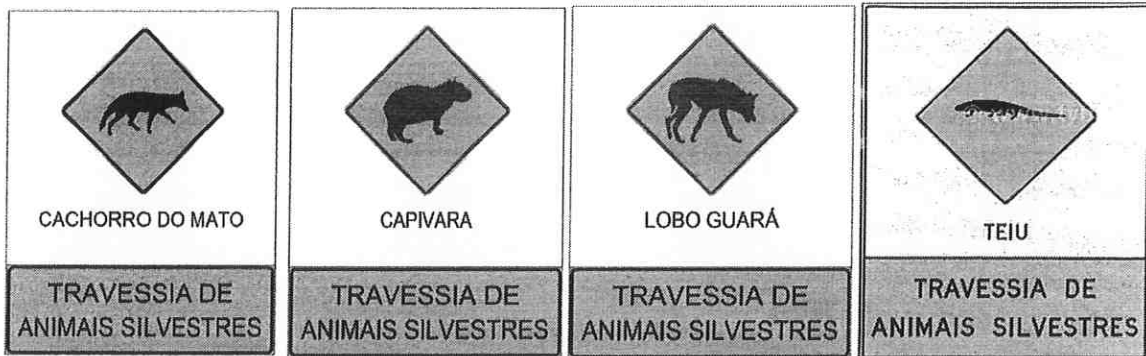 CACHORRO DO MATO
TRAVESSIA DE
ANIMAIS SILVESTRES
CAPIVARA
TRAVESSIA DE
ANIMAIS SILVESTRES
LOBO GUARÁ
TRAVESSIA DE
ANIMAIS SILVESTRES
TEIU
TRAVESSIA DE
ANIMAIS SILVESTRES